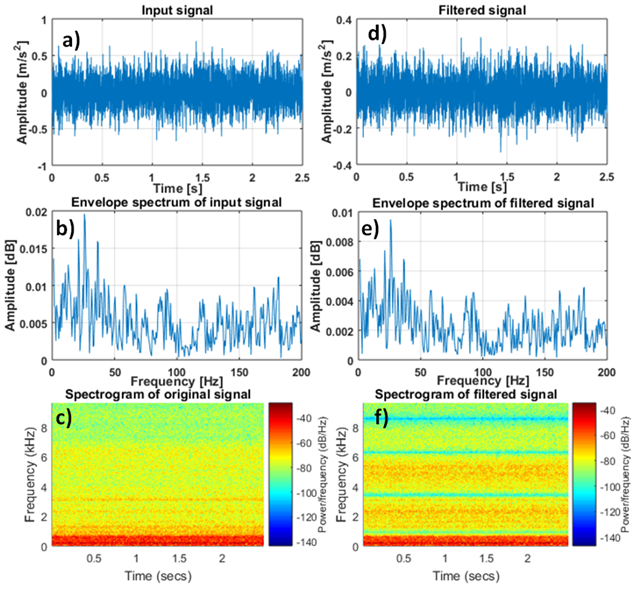 Input signal
a)
Amplitude [m/s²]
1
0.5
0
-0.5
-1
0 0.5 1 1.5 2 2.5
Time [s]
Filtered signal
d)
Amplitude [m/s²]
0.4
0.2
0
-0.2
-0.4
0 0.5 1 1.5 2 2.5
Time [s]
Envelope spectrum of input signal
b)
Amplitude [dB]
0.02
0.015
0.01
0.005
0
0 50 100 150 200
Frequency [Hz]
Envelope spectrum of filtered signal
e)
Amplitude [dB]
0.01
0.008
0.006
0.004
0.002
0
0 50 100 150 200
Frequency [Hz]
Spectrogram of original signal
c)
Frequency (kHz)
8
6
4
2
0
0.5 1 1.5 2
Time (secs)
-40
-60
-80
-100
-120
-140
Power/frequency (dB/Hz)
Spectrogram of filtered signal
f)
Frequency (kHz)
8
6
4
2
0
0.5 1 1.5 2
Time (secs)
-40
-60
-80
-100
-120
-140
Power/frequency (dB/Hz)